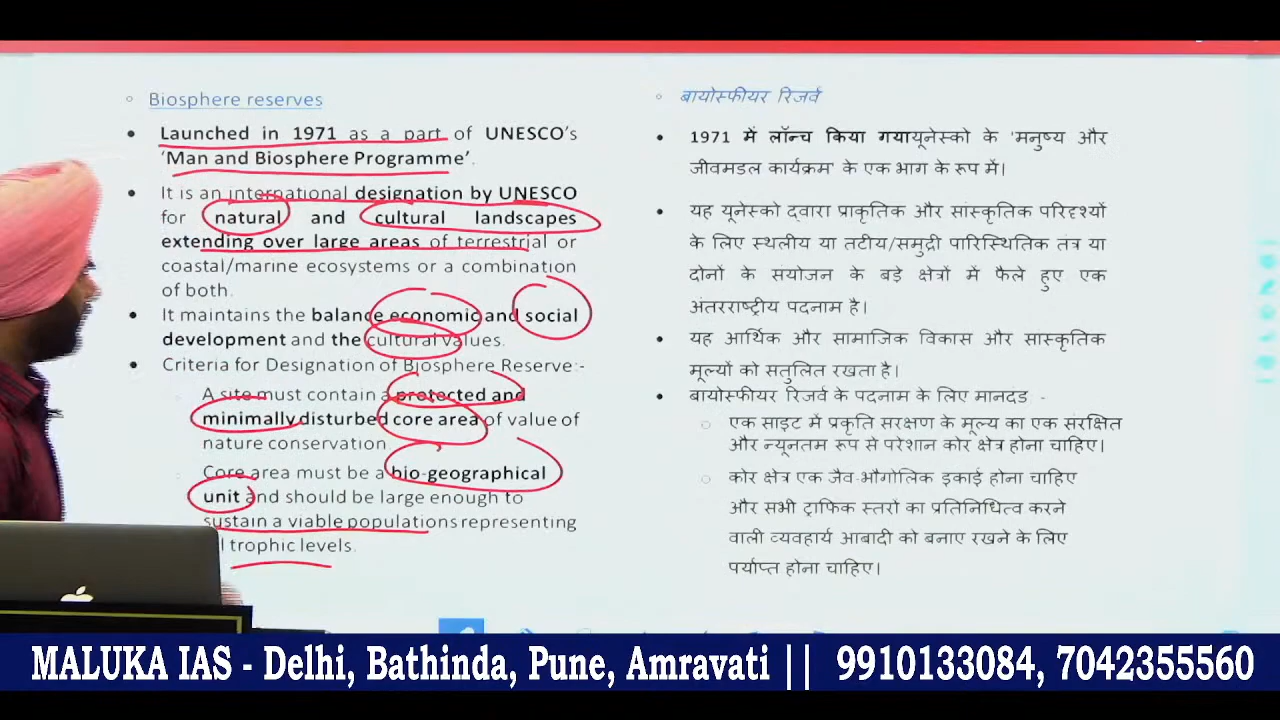 Biosphere reserves
Launched in 1971 as a part of UNESCO's
'Man and Biosphere Programme'.
It is an international designation by UNESCO
for natural and cultural landscapes
extending over large areas of terrestrial or
coastal/marine ecosystems or a combination
of both.
It maintains the balance economic and social
development and the cultural values.
Criteria for Designation of Biosphere Reserve:-
A site must contain a protected and
minimally disturbed core area of value of
nature conservation
Core area must be a bio-geographical
unit and should be large enough to
sustain a viable populations representing
trophic levels.
बायोस्फीयर रिजर्व
1971 में लॉन्च किया गयायूनेस्को के 'मनुष्य और
जीवमडल कार्यक्रम' के एक भाग के रूप में।
यह यूनेस्को द्वारा प्राकृतिक और सांस्कृतिक परिदृश्यों
के लिए स्थलीय या तटीय/समुद्री पारिस्थितिक तंत्र या
दोनों के संयोजन के बड़े क्षेत्रों में फैले हुए एक
अंतरराष्ट्रीय पदनाम है।
यह आर्थिक और सामाजिक विकास और सांस्कृतिक
मूल्यों को सतुलित रखता है।
बायोस्फीयर रिजर्व के पदनाम के लिए मानदंड -
एक साइट में प्रकृति सरक्षण के मूल्य का एक संरक्षित
और न्यूनतम रूप से परेशान कोर क्षेत्र होना चाहिए।
कोर क्षेत्र एक जैव-भौगोलिक इकाई होना चाहिए
और सभी ट्राफिक स्तरों का प्रतिनिधित्व करने
वाली व्यवहार्य आबादी को बनाए रखने के लिए
पर्याप्त होना चाहिए।
MALUKA IAS - Delhi, Bathinda, Pune, Amravati || 9910133084, 7042355560